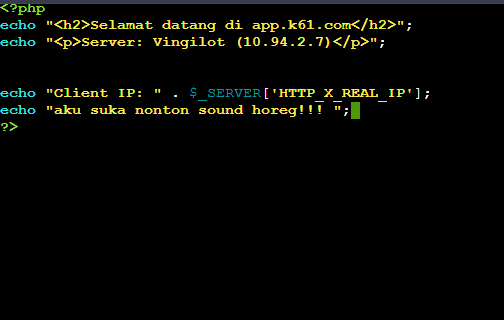 <?php
echo "<h2>Selamat datang di app.k61.com</h2>";
echo "<p>Server: Vingilot (10.94.2.7)</p>";
echo "Client IP: " . $_SERVER['HTTP_X_REAL_IP'];
echo "aku suka nonton sound horeg!!! ";
?>